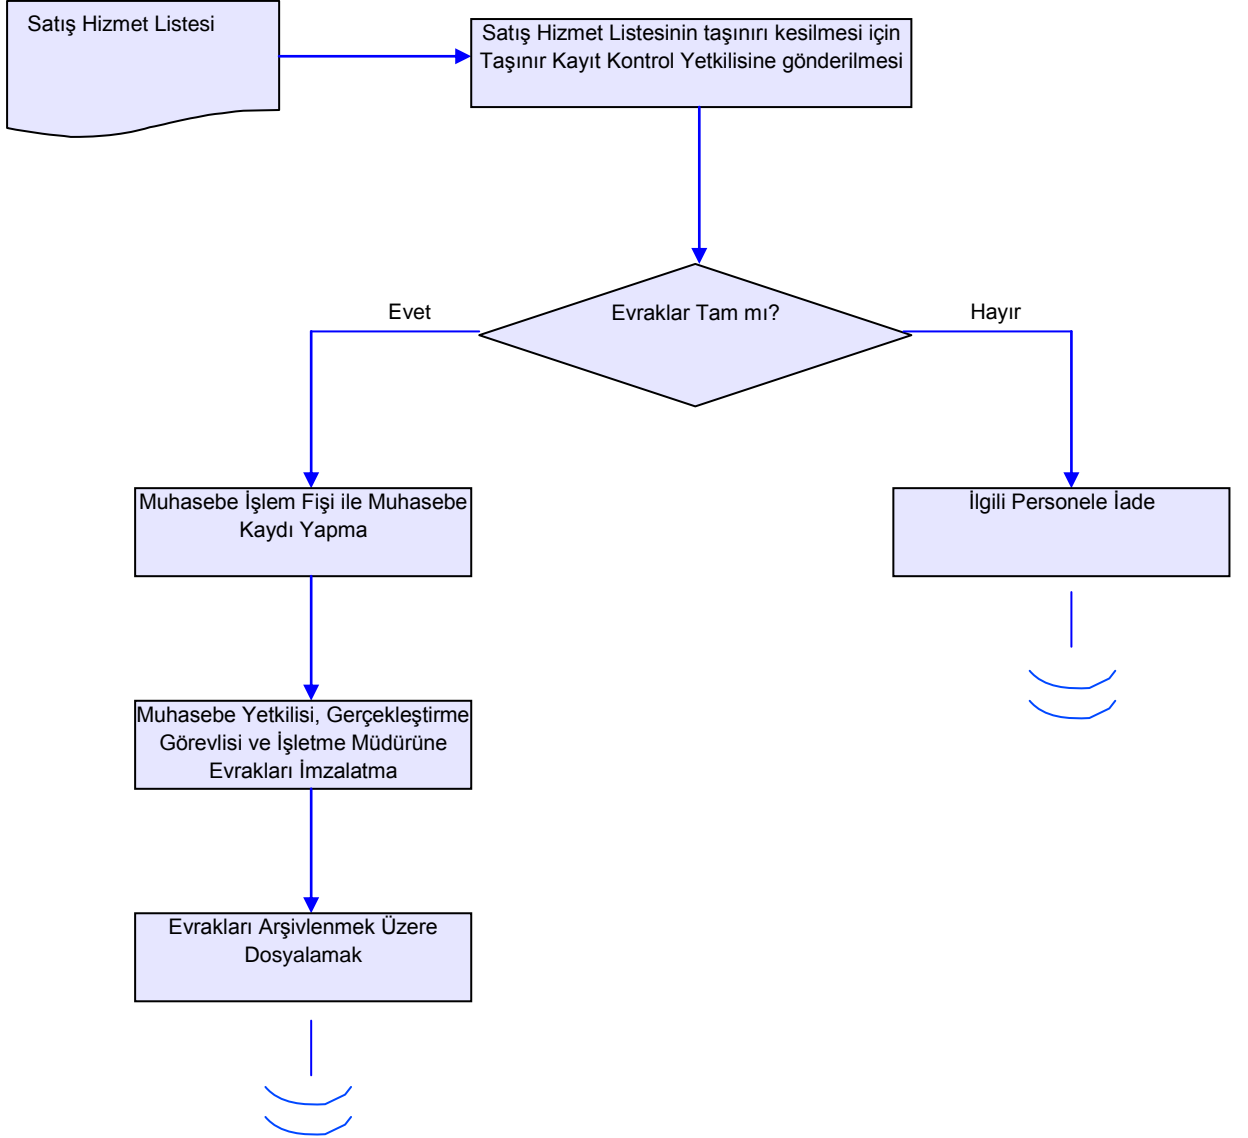 Satış Hizmet Listesi
Satış Hizmet Listesinin taşınırı kesilmesi için
Taşınır Kayıt Kontrol Yetkilisine gönderilmesi
Evraklar Tam mı?
Evet
Hayır
Muhasebe İşlem Fişi ile Muhasebe
Kaydı Yapma
İlgili Personele İade
Muhasebe Yetkilisi, Gerçekleştirme
Görevlisi ve İşletme Müdürüne
Evrakları İmzalatma
Evrakları Arşivlenmek Üzere
Dosyalamak